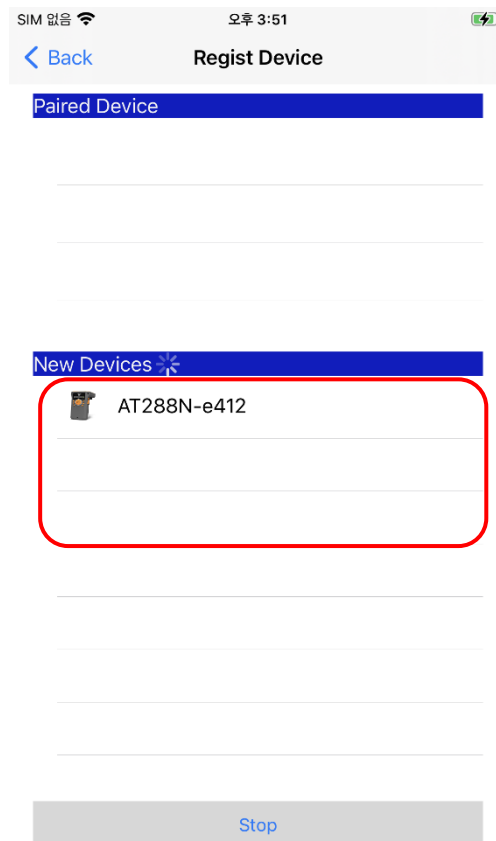 SIM 없음 오후 3:51
Back Regist Device
Paired Device
New Devices
AT288N-e412
Stop